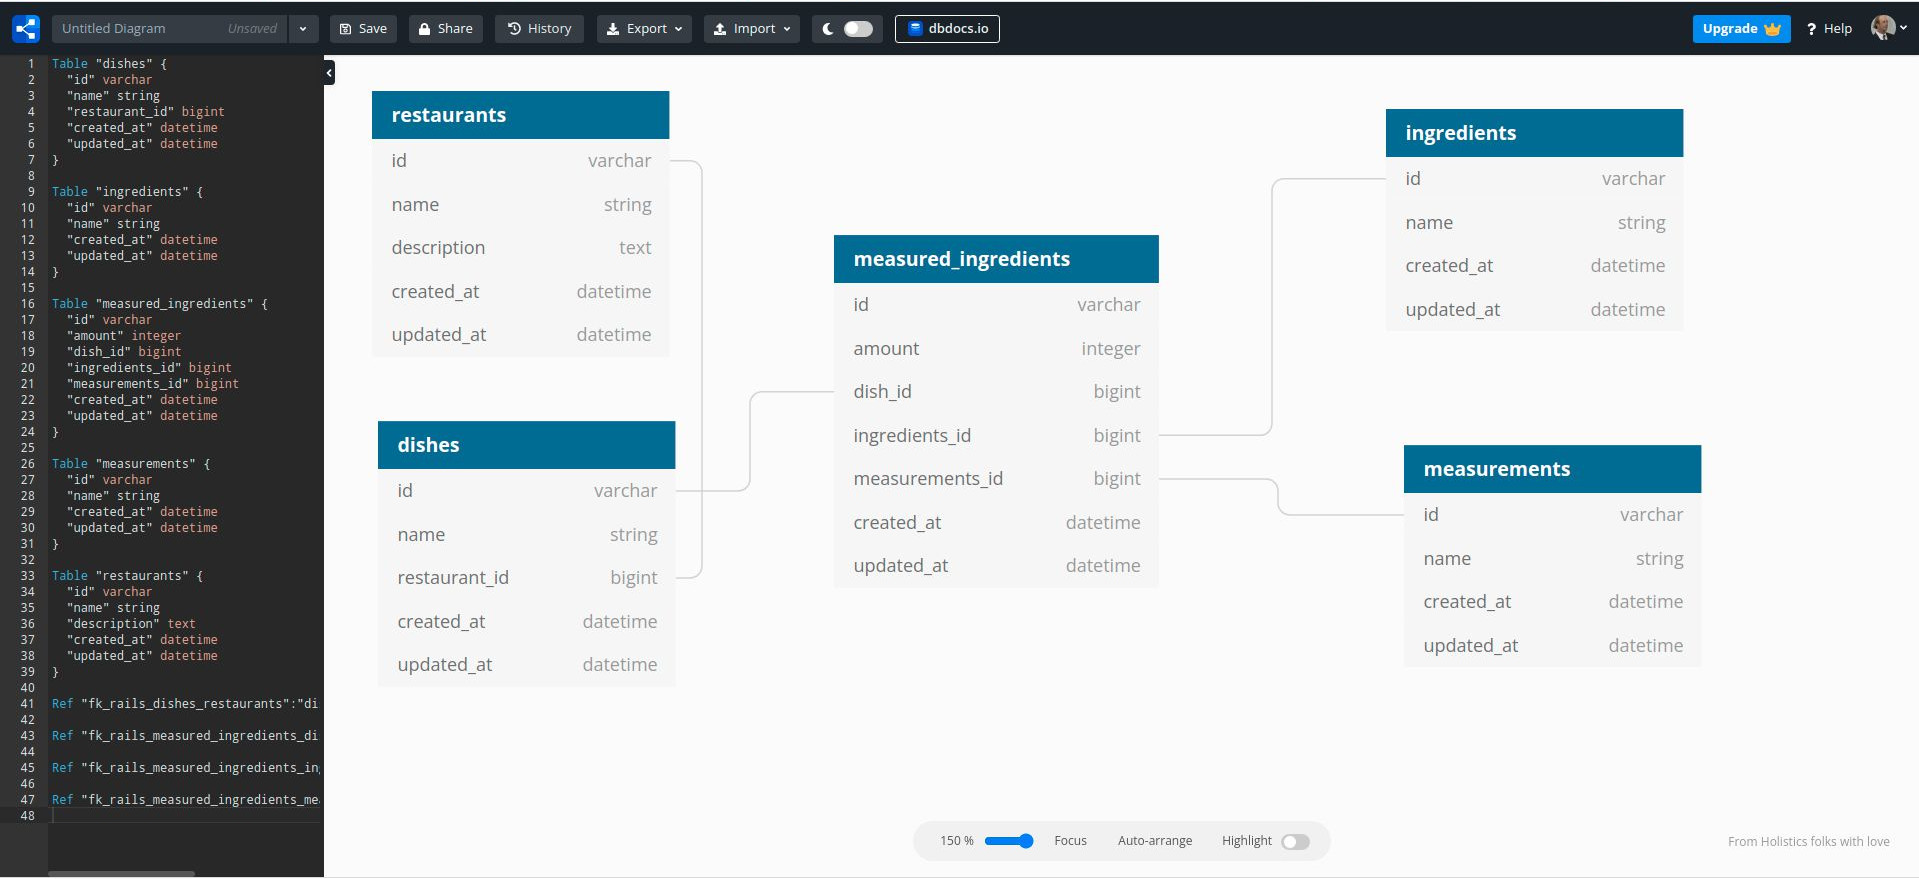 Untitled Diagram Unsaved Save Share History Export Import dbdocs.io Upgrade ? Help
1 Table "dishes" {
2 "id" varchar
3 "name" string
4 "restaurant_id" bigint
5 "created_at" datetime
6 "updated_at" datetime
7 }
8
9 Table "ingredients" {
10 "id" varchar
11 "name" string
12 "created_at" datetime
13 "updated_at" datetime
14 }
15
16 Table "measured_ingredients" {
17 "id" varchar
18 "amount" integer
19 "dish_id" bigint
20 "ingredients_id" bigint
21 "measurements_id" bigint
22 "created_at" datetime
23 "updated_at" datetime
24 }
25
26 Table "measurements" {
27 "id" varchar
28 "name" string
29 "created_at" datetime
30 "updated_at" datetime
31 }
32
33 Table "restaurants" {
34 "id" varchar
35 "name" string
36 "description" text
37 "created_at" datetime
38 "updated_at" datetime
39 }
40
41 Ref "fk_rails_dishes_restaurants":"di
42
43 Ref "fk_rails_measured_ingredients_di
44
45 Ref "fk_rails_measured_ingredients_in
46
47 Ref "fk_rails_measured_ingredients_me
48
restaurants
id varchar
name string
description text
created_at datetime
updated_at datetime
dishes
id varchar
name string
restaurant_id bigint
created_at datetime
updated_at datetime
measured_ingredients
id varchar
amount integer
dish_id bigint
ingredients_id bigint
measurements_id bigint
created_at datetime
updated_at datetime
ingredients
id varchar
name string
created_at datetime
updated_at datetime
measurements
id varchar
name string
created_at datetime
updated_at datetime
150 % Focus Auto-arrange Highlight
From Holistics folks with love